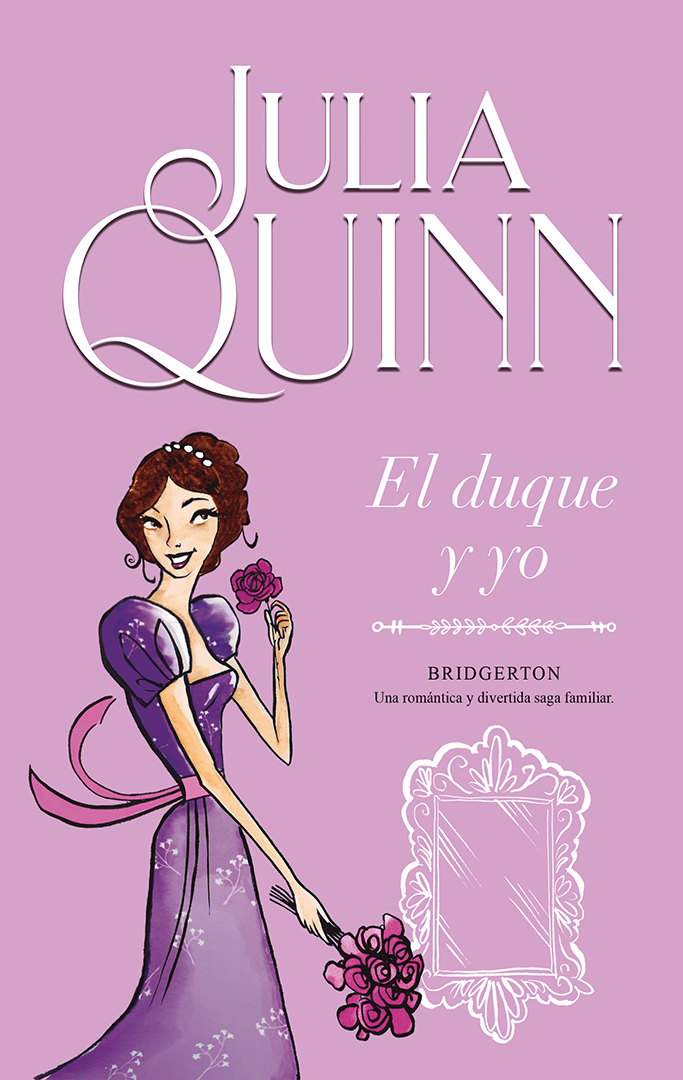 JULIA
QUINN
El duque
y yo
BRIDGERTON
Una romántica y divertida saga familiar.